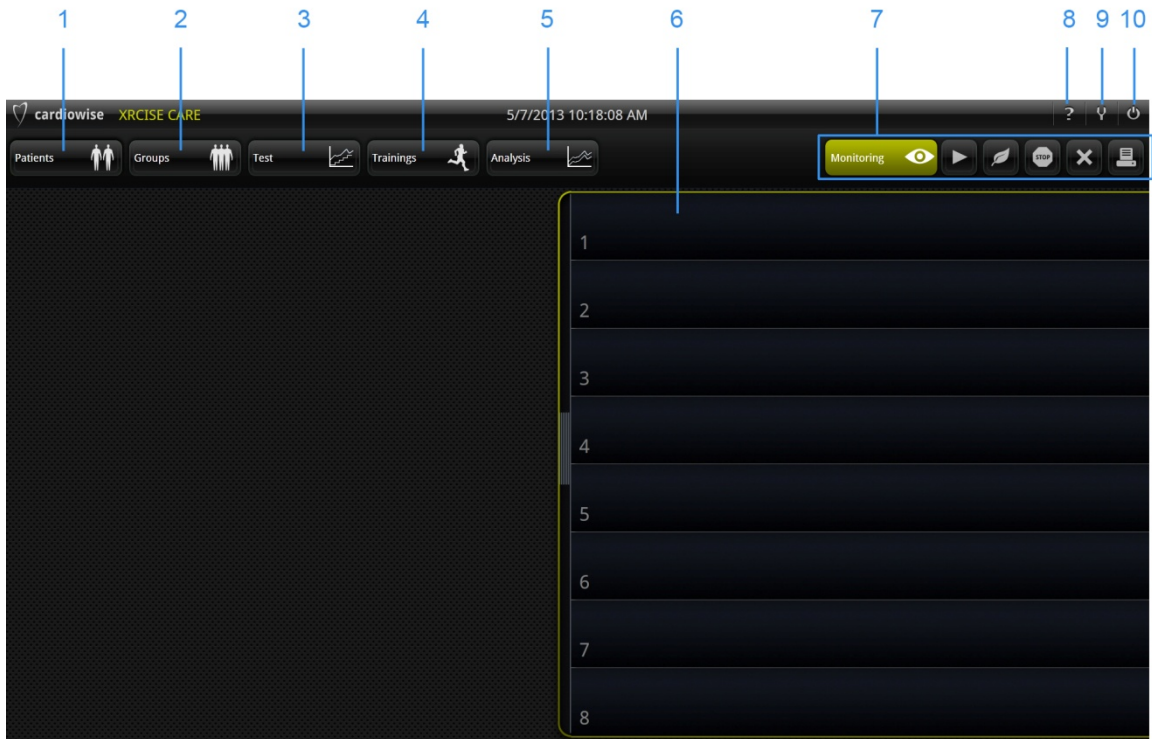 1 2 3 4 5 6 7 8 9 10
cardiowise XRCISE CARE 5/7/2013 10:18:08 AM ?
Patients Groups Test Trainings Analysis Monitoring STOP
1
2
3
4
5
6
7
8